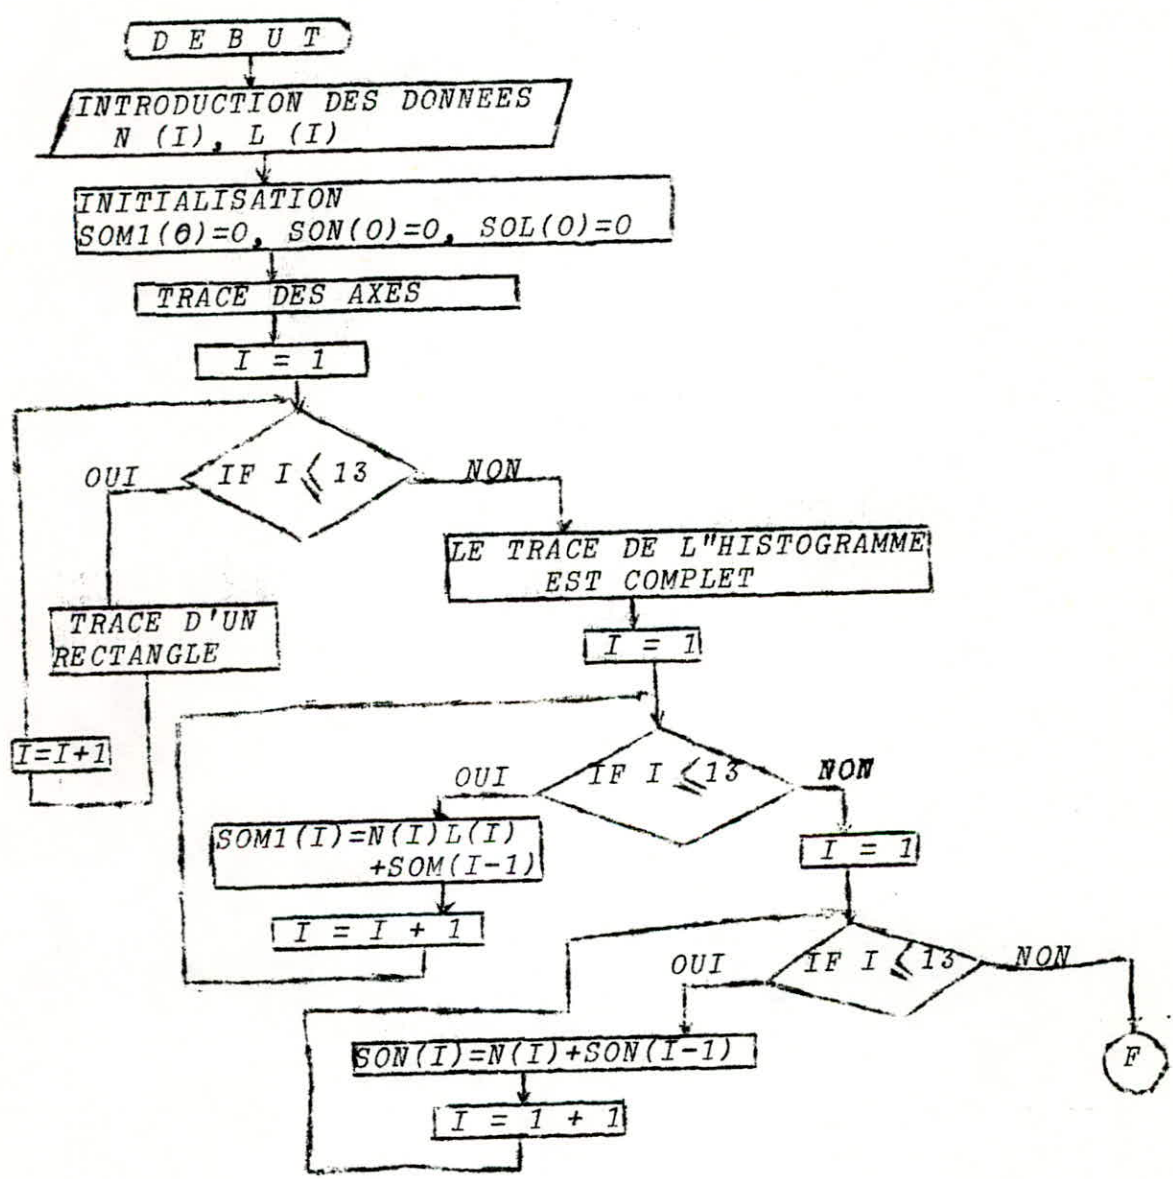 D E B U T
INTRODUCTION DES DONNEES
N (I), L (I)
INITIALISATION
SOM1(0)=0, SON(0)=0, SOL(0)=0
TRACE DES AXES
I = 1
IF I ⩽ 13
OUI
NON
LE TRACE DE L"HISTOGRAMME
EST COMPLET
TRACE D'UN
RECTANGLE
I = 1
I=I+1
IF I ⩽13
OUI
NON
SOM1(I)=N(I)L(I)
+SOM(I-1)
I = 1
I = I + 1
IF I ⩽13
OUI
NON
SON(I)=N(I)+SON(I-1)
F
I = 1 + 1